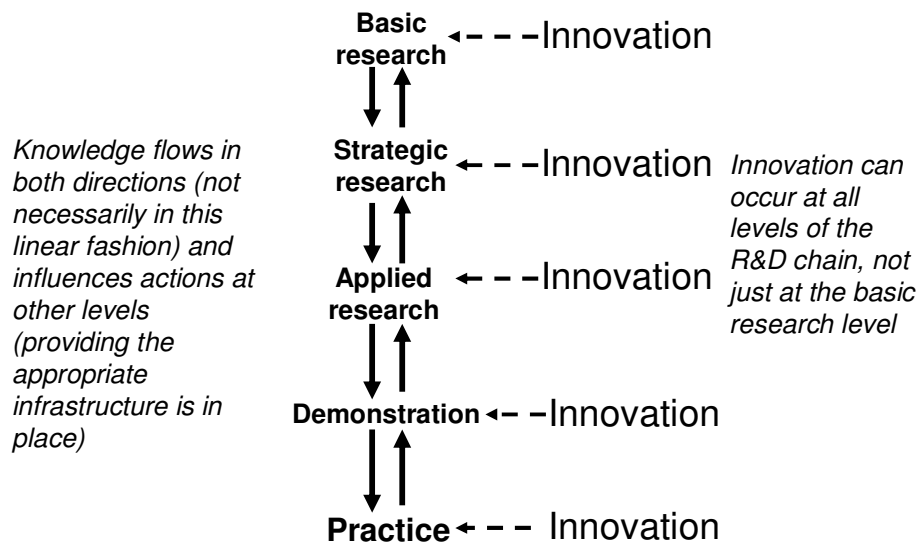 Basic
research
Innovation
Knowledge flows in
both directions (not
necessarily in this
linear fashion) and
influences actions at
other levels
(providing the
appropriate
infrastructure is in
place)
Strategic
research
Innovation
Innovation can
occur at all
levels of the
R&D chain, not
just at the basic
research level
Applied
research
Innovation
Demonstration
Innovation
Practice
Innovation